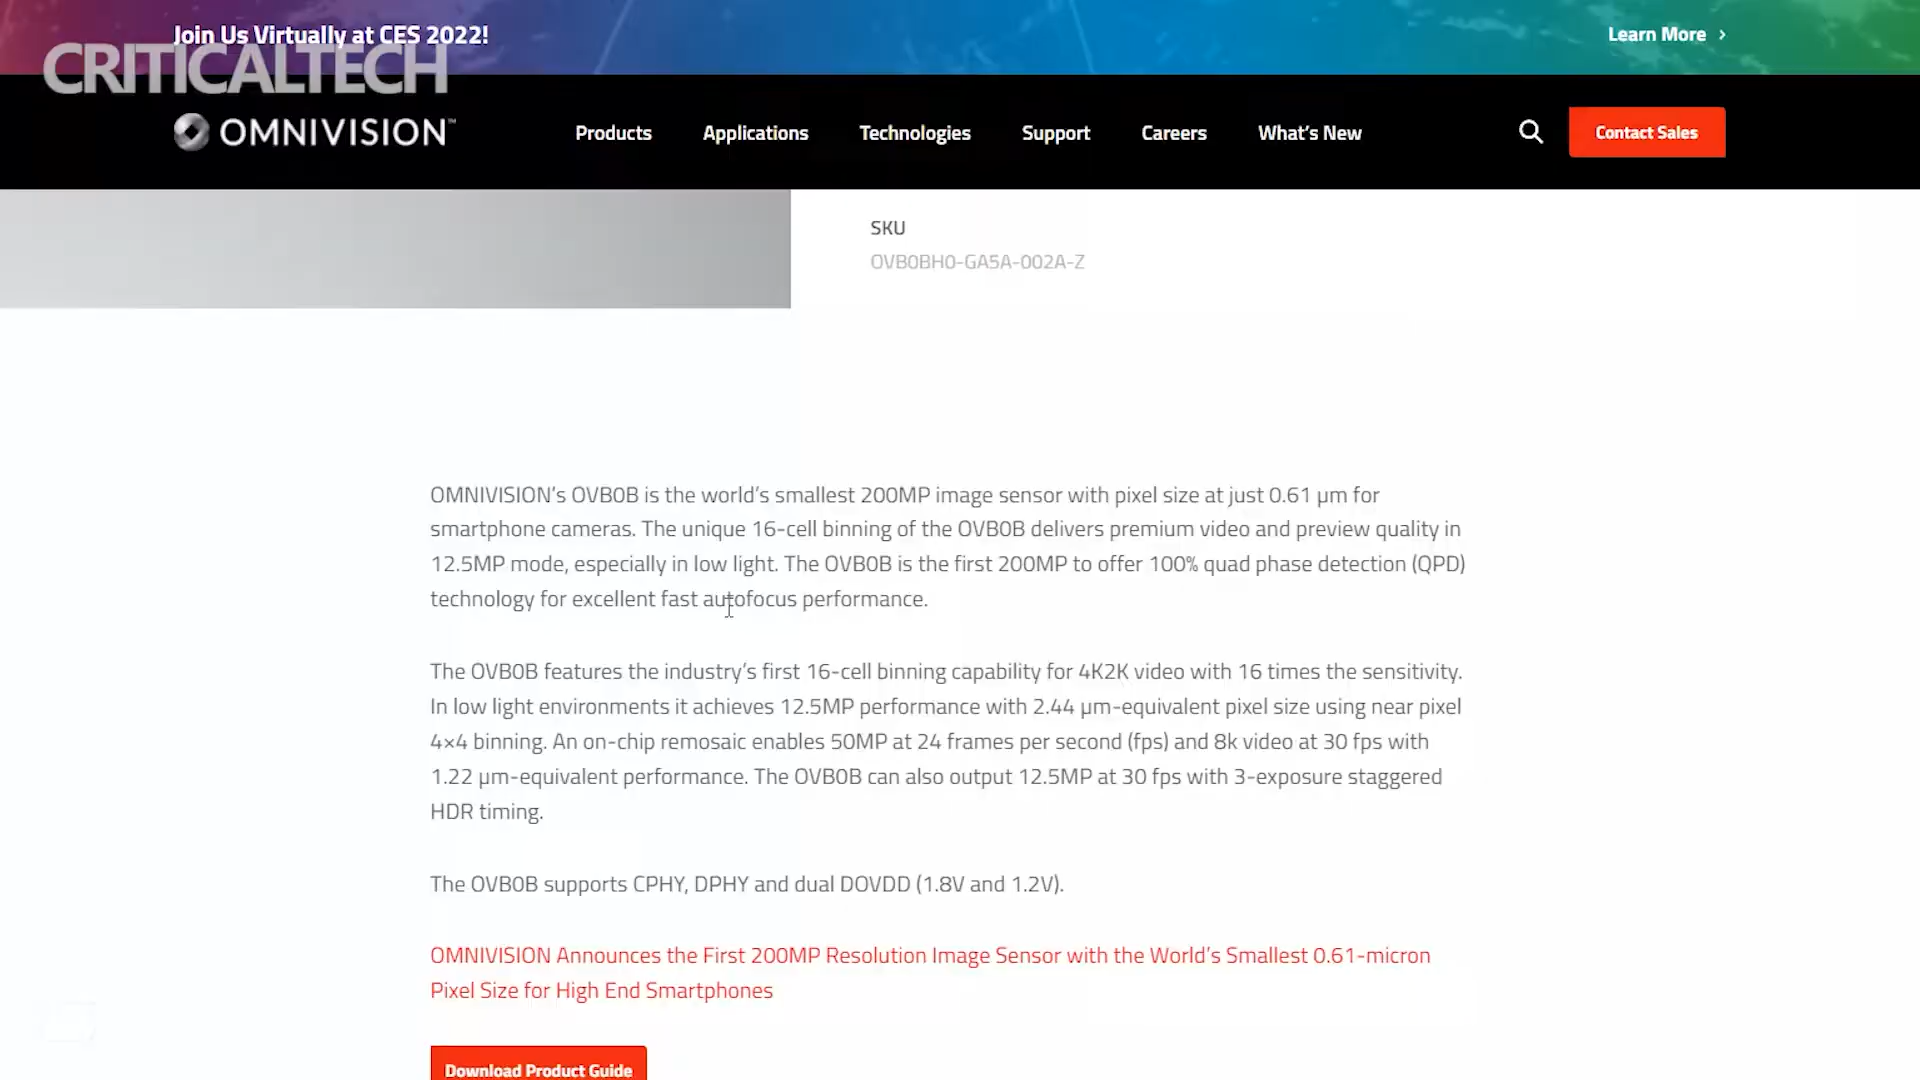 Join Us Virtually at CES 2022!
Learn More
CRITICALTECH
OMNIVISION™
Products
Applications
Technologies
Support
Careers
What's New
Contact Sales
SKU
OVB0BH0-GA5A-002A-Z
OMNIVISION's OVB0B is the world's smallest 200MP image sensor with pixel size at just 0.61 µm for
smartphone cameras. The unique 16-cell binning of the OVB0B delivers premium video and preview quality in
12.5MP mode, especially in low light. The OVB0B is the first 200MP to offer 100% quad phase detection (QPD)
technology for excellent fast autofocus performance.
The OVB0B features the industry's first 16-cell binning capability for 4K2K video with 16 times the sensitivity.
In low light environments it achieves 12.5MP performance with 2.44 µm-equivalent pixel size using near pixel
4×4 binning. An on-chip remosaic enables 50MP at 24 frames per second (fps) and 8k video at 30 fps with
1.22 µm-equivalent performance. The OVB0B can also output 12.5MP at 30 fps with 3-exposure staggered
HDR timing.
The OVB0B supports CPHY, DPHY and dual DOVDD (1.8V and 1.2V).
OMNIVISION Announces the First 200MP Resolution Image Sensor with the World's Smallest 0.61-micron
Pixel Size for High End Smartphones
Download Product Guide